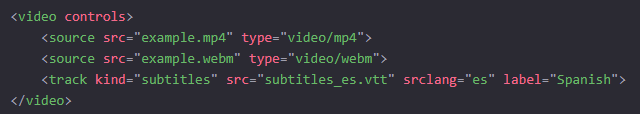 <video controls>
    <source src="example.mp4" type="video/mp4">
    <source src="example.webm" type="video/webm">
    <track kind="subtitles" src="subtitles_es.vtt" srclang="es" label="Spanish">
</video>